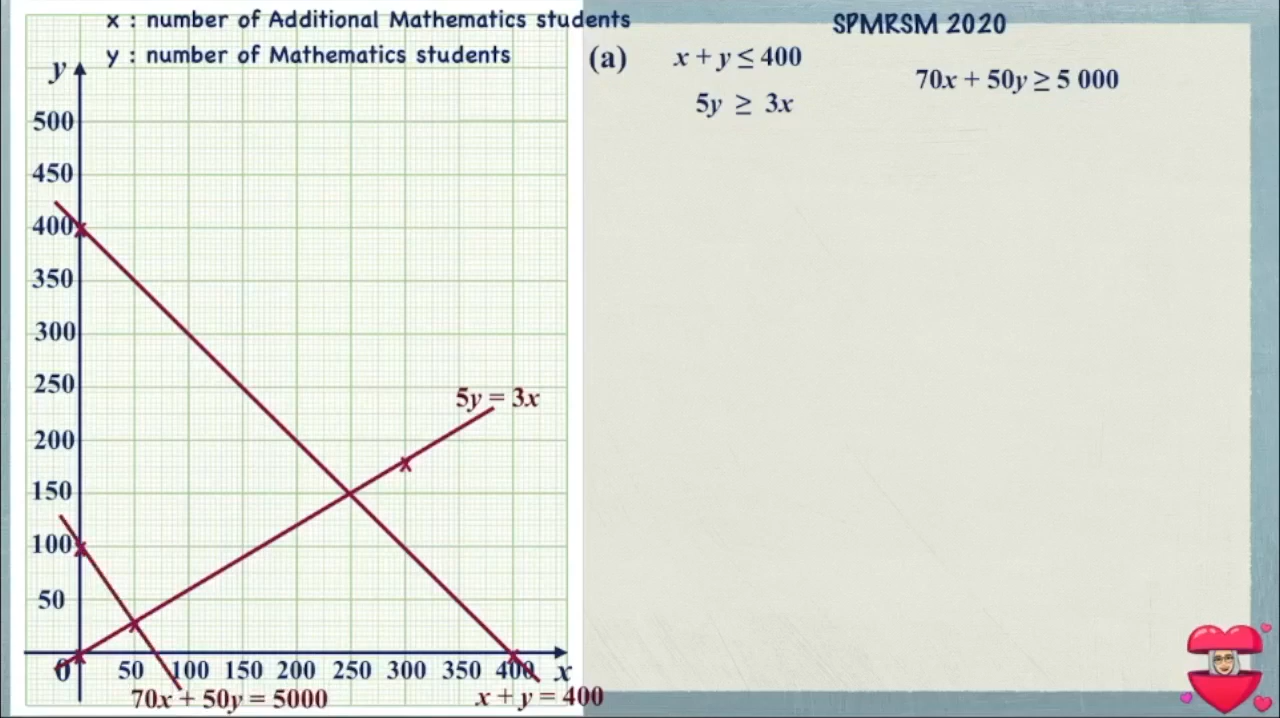 x : number of Additional Mathematics students
y : number of Mathematics students
SPMRSM 2020
(a) x + y ≤ 400
70x + 50y ≥ 5 000
5y ≥ 3x
y
500
450
400
350
300
250
5y = 3x
200
150
100
50
0 50 100 150 200 250 300 350 400 x
70x + 50y = 5000
x + y = 400